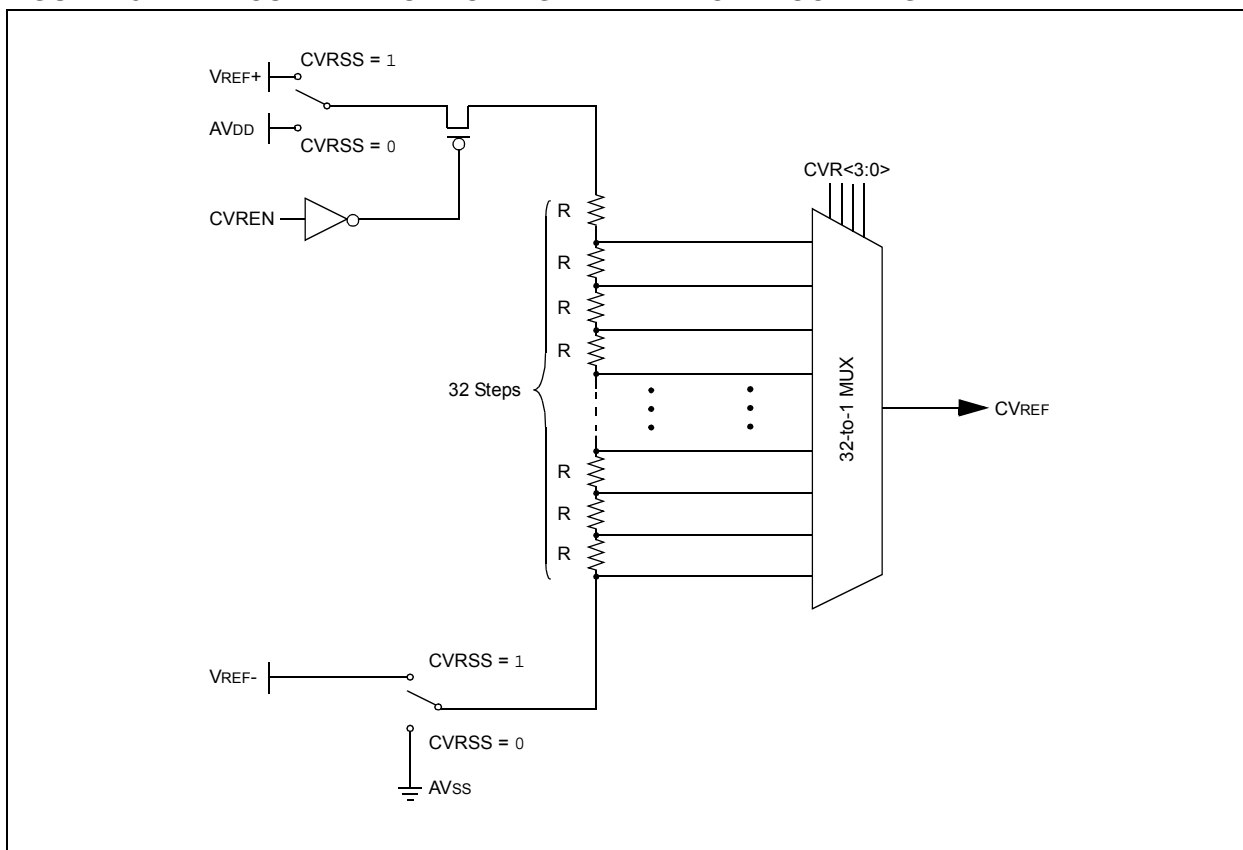 CVRSS = 1
VREF+
AVDD
CVRSS = 0
CVR<3:0>
CVREN
R
R
R
R
32 Steps
32-to-1 MUX
CVREF
R
R
R
CVRSS = 1
VREF-
CVRSS = 0
AVSS